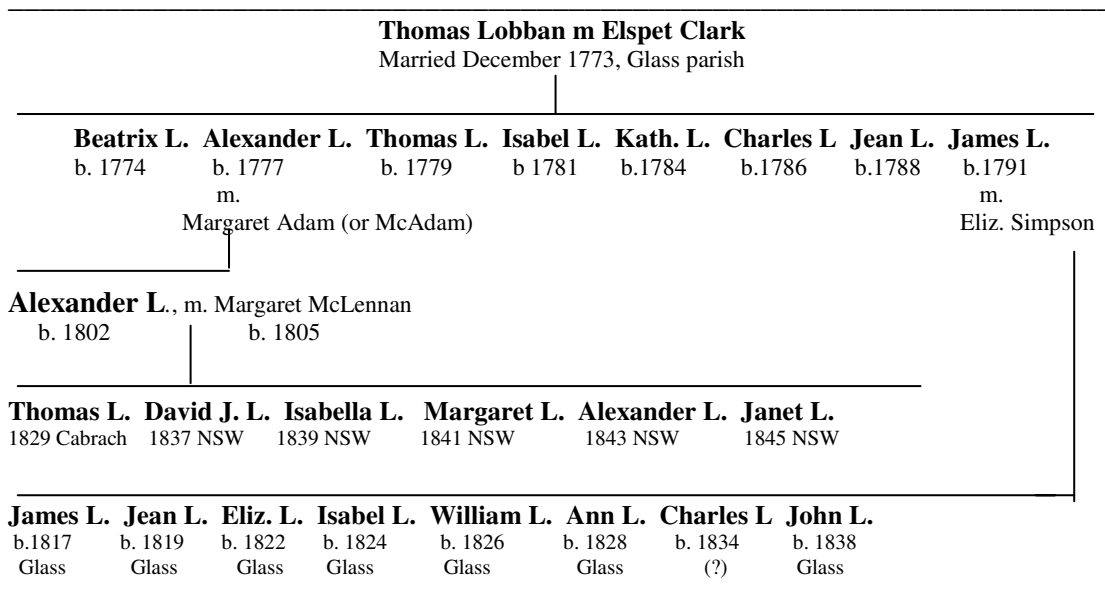 Thomas Lobban m Elspet Clark
Married December 1773, Glass parish
Beatrix L. Alexander L. Thomas L. Isabel L. Kath. L. Charles L Jean L. James L.
b. 1774 b. 1777 b. 1779 b 1781 b.1784 b.1786 b.1788 b.1791
m. m.
Margaret Adam (or McAdam) Eliz. Simpson
Alexander L., m. Margaret McLennan
b. 1802 b. 1805
Thomas L. David J. L. Isabella L. Margaret L. Alexander L. Janet L.
1829 Cabrach 1837 NSW 1839 NSW 1841 NSW 1843 NSW 1845 NSW
James L. Jean L. Eliz. L. Isabel L. William L. Ann L. Charles L John L.
b.1817 b. 1819 b. 1822 b. 1824 b. 1826 b. 1828 b. 1834 b. 1838
Glass Glass Glass Glass Glass Glass (?) Glass